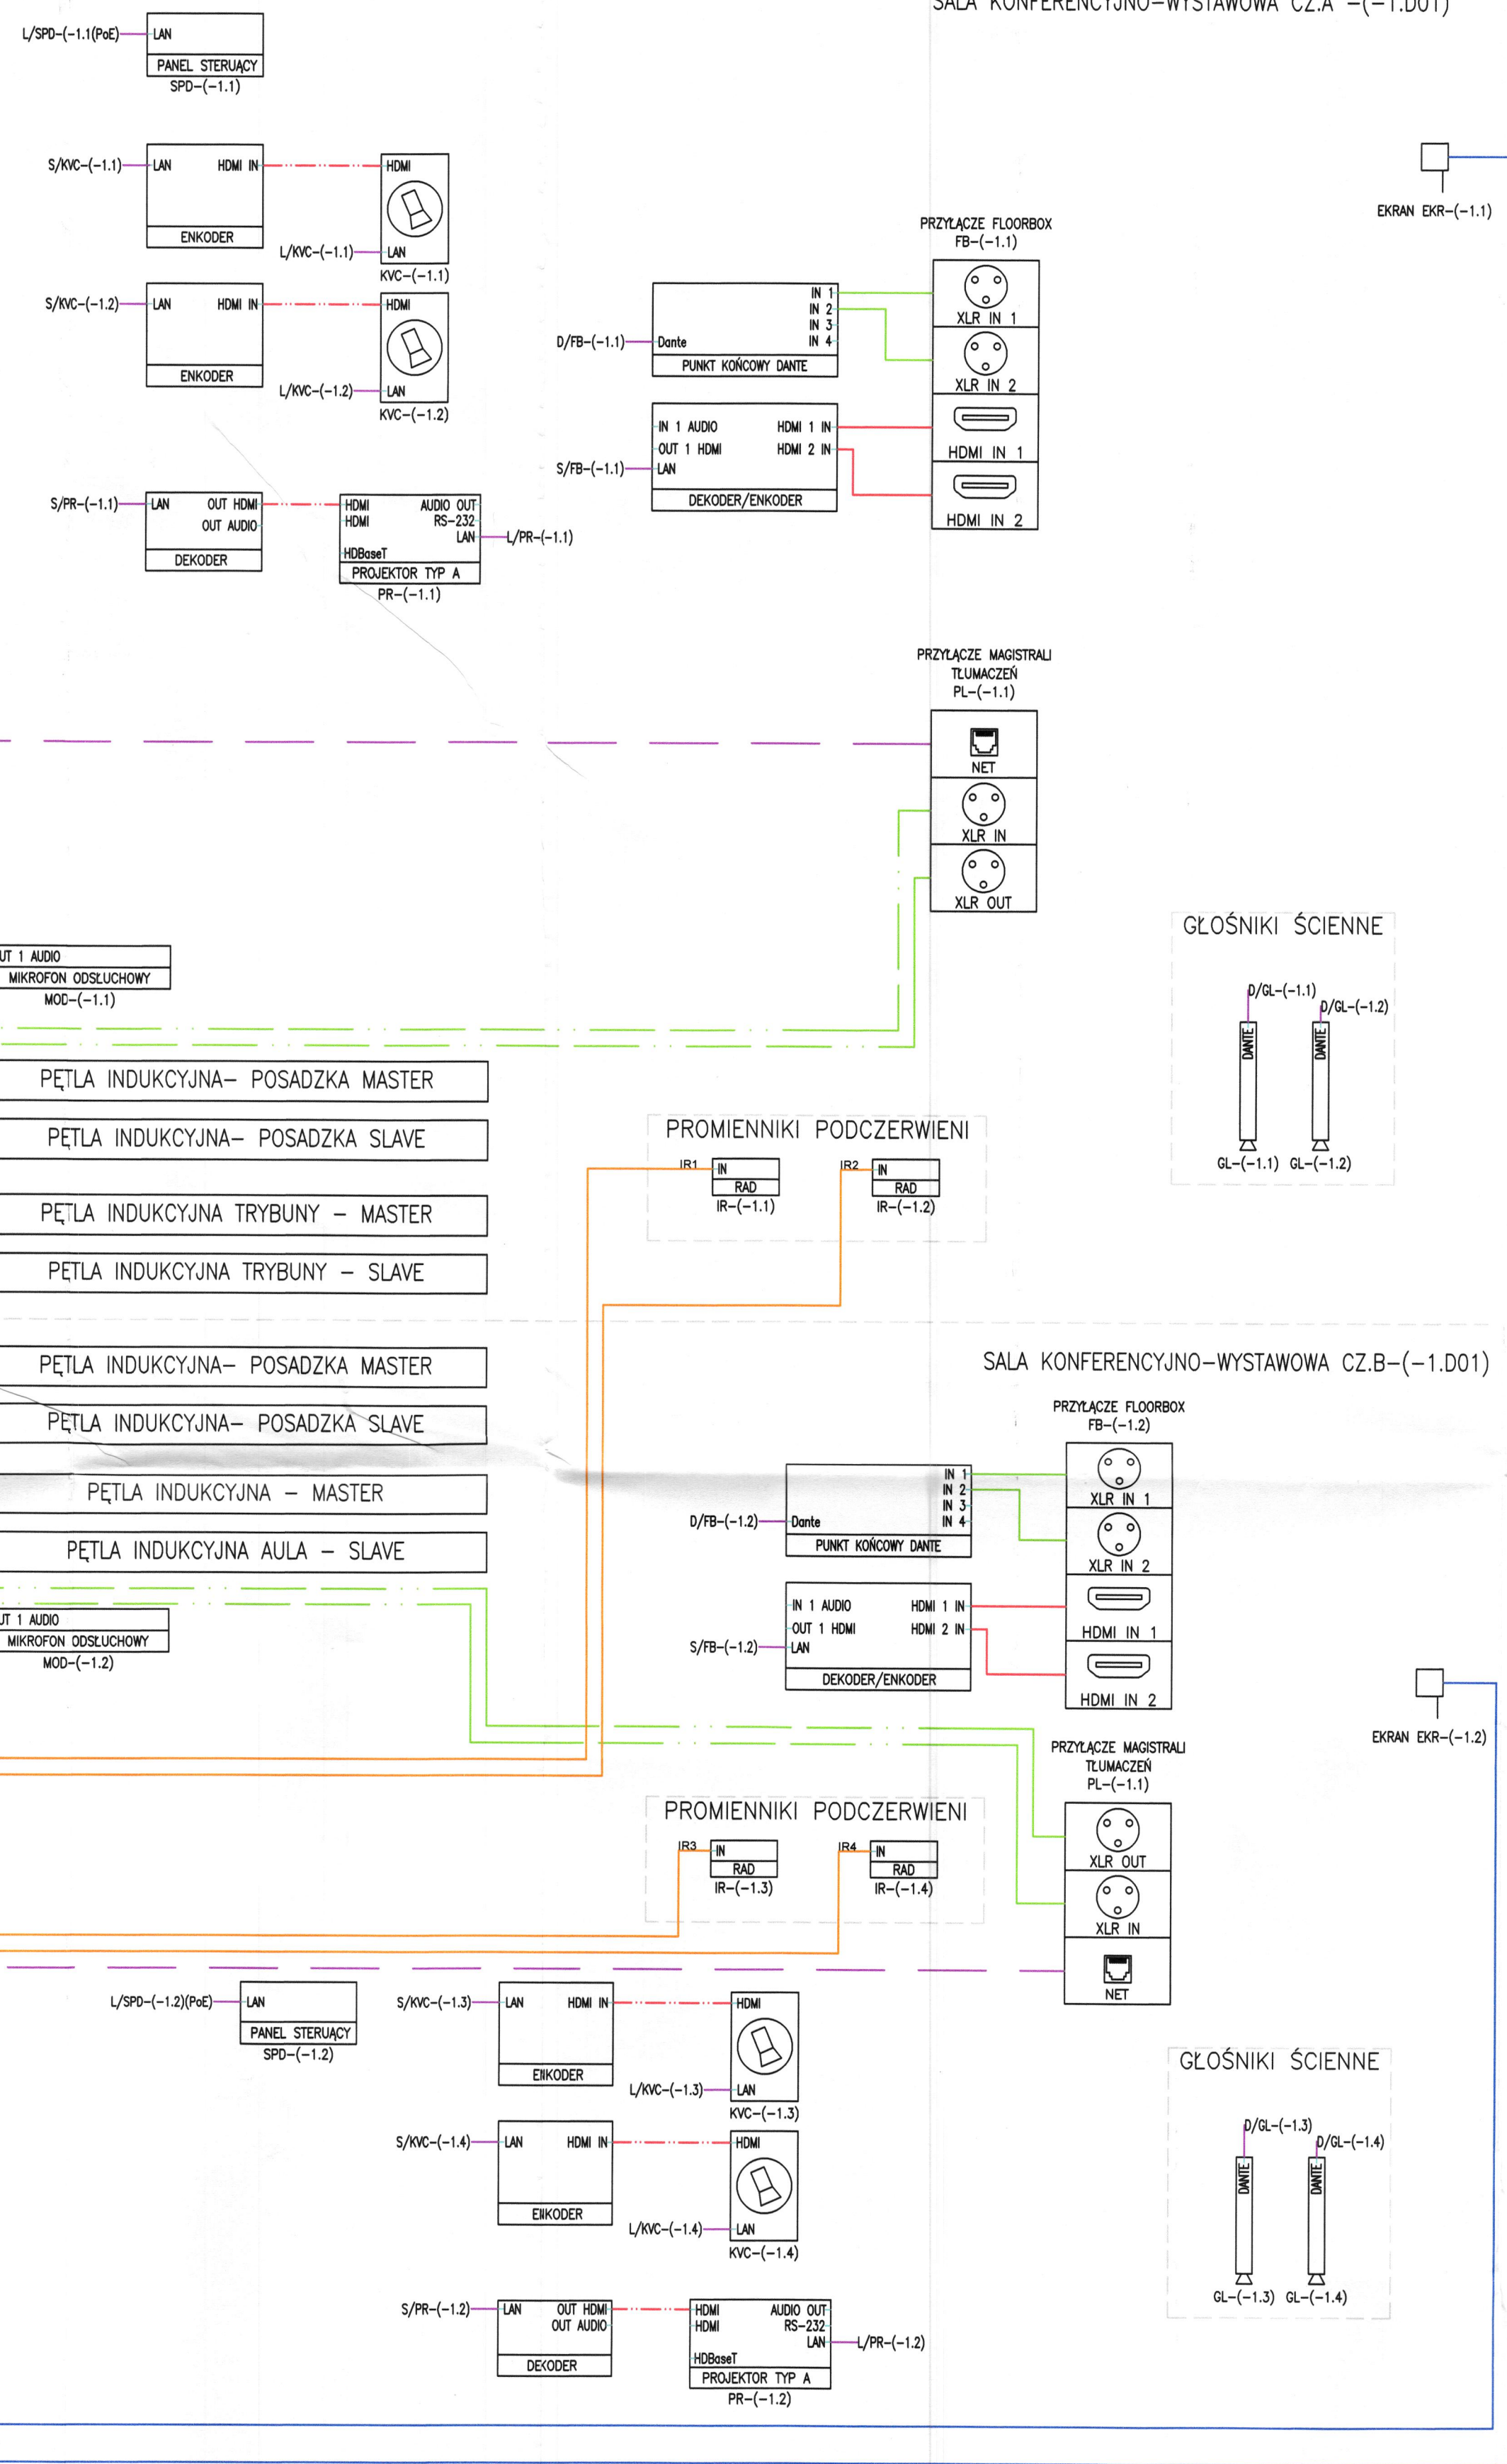 SALA KONFERENCYJNO-WYSTAWOWA CZ.A -(-1.D01)
L/SPD-(-1.1(PoE)
LAN
PANEL STERUĄCY
SPD-(-1.1)
S/KVC-(-1.1)
LAN
HDMI IN
ENKODER
HDMI
L/KVC-(-1.1)
LAN
KVC-(-1.1)
S/KVC-(-1.2)
LAN
HDMI IN
ENKODER
HDMI
L/KVC-(-1.2)
LAN
KVC-(-1.2)
EKRAN EKR-(-1.1)
PRZYŁĄCZE FLOORBOX
FB-(-1.1)
XLR IN 1
XLR IN 2
HDMI IN 1
HDMI IN 2
IN 1
IN 2
IN 3
IN 4
D/FB-(-1.1)
Dante
PUNKT KOŃCOWY DANTE
IN 1 AUDIO
HDMI 1 IN
OUT 1 HDMI
HDMI 2 IN
S/FB-(-1.1)
LAN
DEKODER/ENKODER
S/PR-(-1.1)
LAN
OUT HDMI
OUT AUDIO
DEKODER
HDMI
AUDIO OUT
HDMI
RS-232
LAN
L/PR-(-1.1)
HDBaseT
PROJEKTOR TYP A
PR-(-1.1)
PRZYŁĄCZE MAGISTRALI
TŁUMACZEŃ
PL-(-1.1)
NET
XLR IN
XLR OUT
UT 1 AUDIO
MIKROFON ODSŁUCHOWY
MOD-(-1.1)
GŁOŚNIKI ŚCIENNE
D/GL-(-1.1)
D/GL-(-1.2)
DANTE
DANTE
GL-(-1.1)
GL-(-1.2)
PĘTLA INDUKCYJNA- POSADZKA MASTER
PĘTLA INDUKCYJNA- POSADZKA SLAVE
PĘTLA INDUKCYJNA TRYBUNY - MASTER
PĘTLA INDUKCYJNA TRYBUNY - SLAVE
PROMIENNIKI PODCZERWIENI
IR1
IN
RAD
IR-(-1.1)
IR2
IN
RAD
IR-(-1.2)
PĘTLA INDUKCYJNA- POSADZKA MASTER
PĘTLA INDUKCYJNA- POSADZKA SLAVE
PĘTLA INDUKCYJNA - MASTER
PĘTLA INDUKCYJNA AULA - SLAVE
SALA KONFERENCYJNO-WYSTAWOWA CZ.B-(-1.D01)
PRZYŁĄCZE FLOORBOX
FB-(-1.2)
XLR IN 1
XLR IN 2
HDMI IN 1
HDMI IN 2
IN 1
IN 2
IN 3
IN 4
D/FB-(-1.2)
Dante
PUNKT KOŃCOWY DANTE
IN 1 AUDIO
HDMI 1 IN
OUT 1 HDMI
HDMI 2 IN
S/FB-(-1.2)
LAN
DEKODER/ENKODER
UT 1 AUDIO
MIKROFON ODSŁUCHOWY
MOD-(-1.2)
EKRAN EKR-(-1.2)
PRZYŁĄCZE MAGISTRALI
TŁUMACZEŃ
PL-(-1.1)
XLR OUT
XLR IN
NET
PROMIENNIKI PODCZERWIENI
IR3
IN
RAD
IR-(-1.3)
IR4
IN
RAD
IR-(-1.4)
L/SPD-(-1.2)(PoE)
LAN
PANEL STERUĄCY
SPD-(-1.2)
S/KVC-(-1.3)
LAN
HDMI IN
ENKODER
HDMI
L/KVC-(-1.3)
LAN
KVC-(-1.3)
S/KVC-(-1.4)
LAN
HDMI IN
ENKODER
HDMI
L/KVC-(-1.4)
LAN
KVC-(-1.4)
GŁOŚNIKI ŚCIENNE
D/GL-(-1.3)
D/GL-(-1.4)
DANTE
DANTE
GL-(-1.3)
GL-(-1.4)
S/PR-(-1.2)
LAN
OUT HDMI
OUT AUDIO
DEKODER
HDMI
AUDIO OUT
HDMI
RS-232
LAN
L/PR-(-1.2)
HDBaseT
PROJEKTOR TYP A
PR-(-1.2)